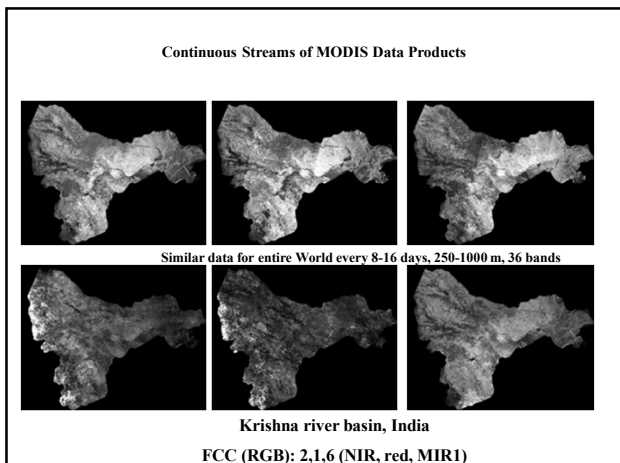 Continuous Streams of MODIS Data Products
Similar data for entire World every 8-16 days, 250-1000 m, 36 bands
Krishna river basin, India
FCC (RGB): 2,1,6 (NIR, red, MIR1)